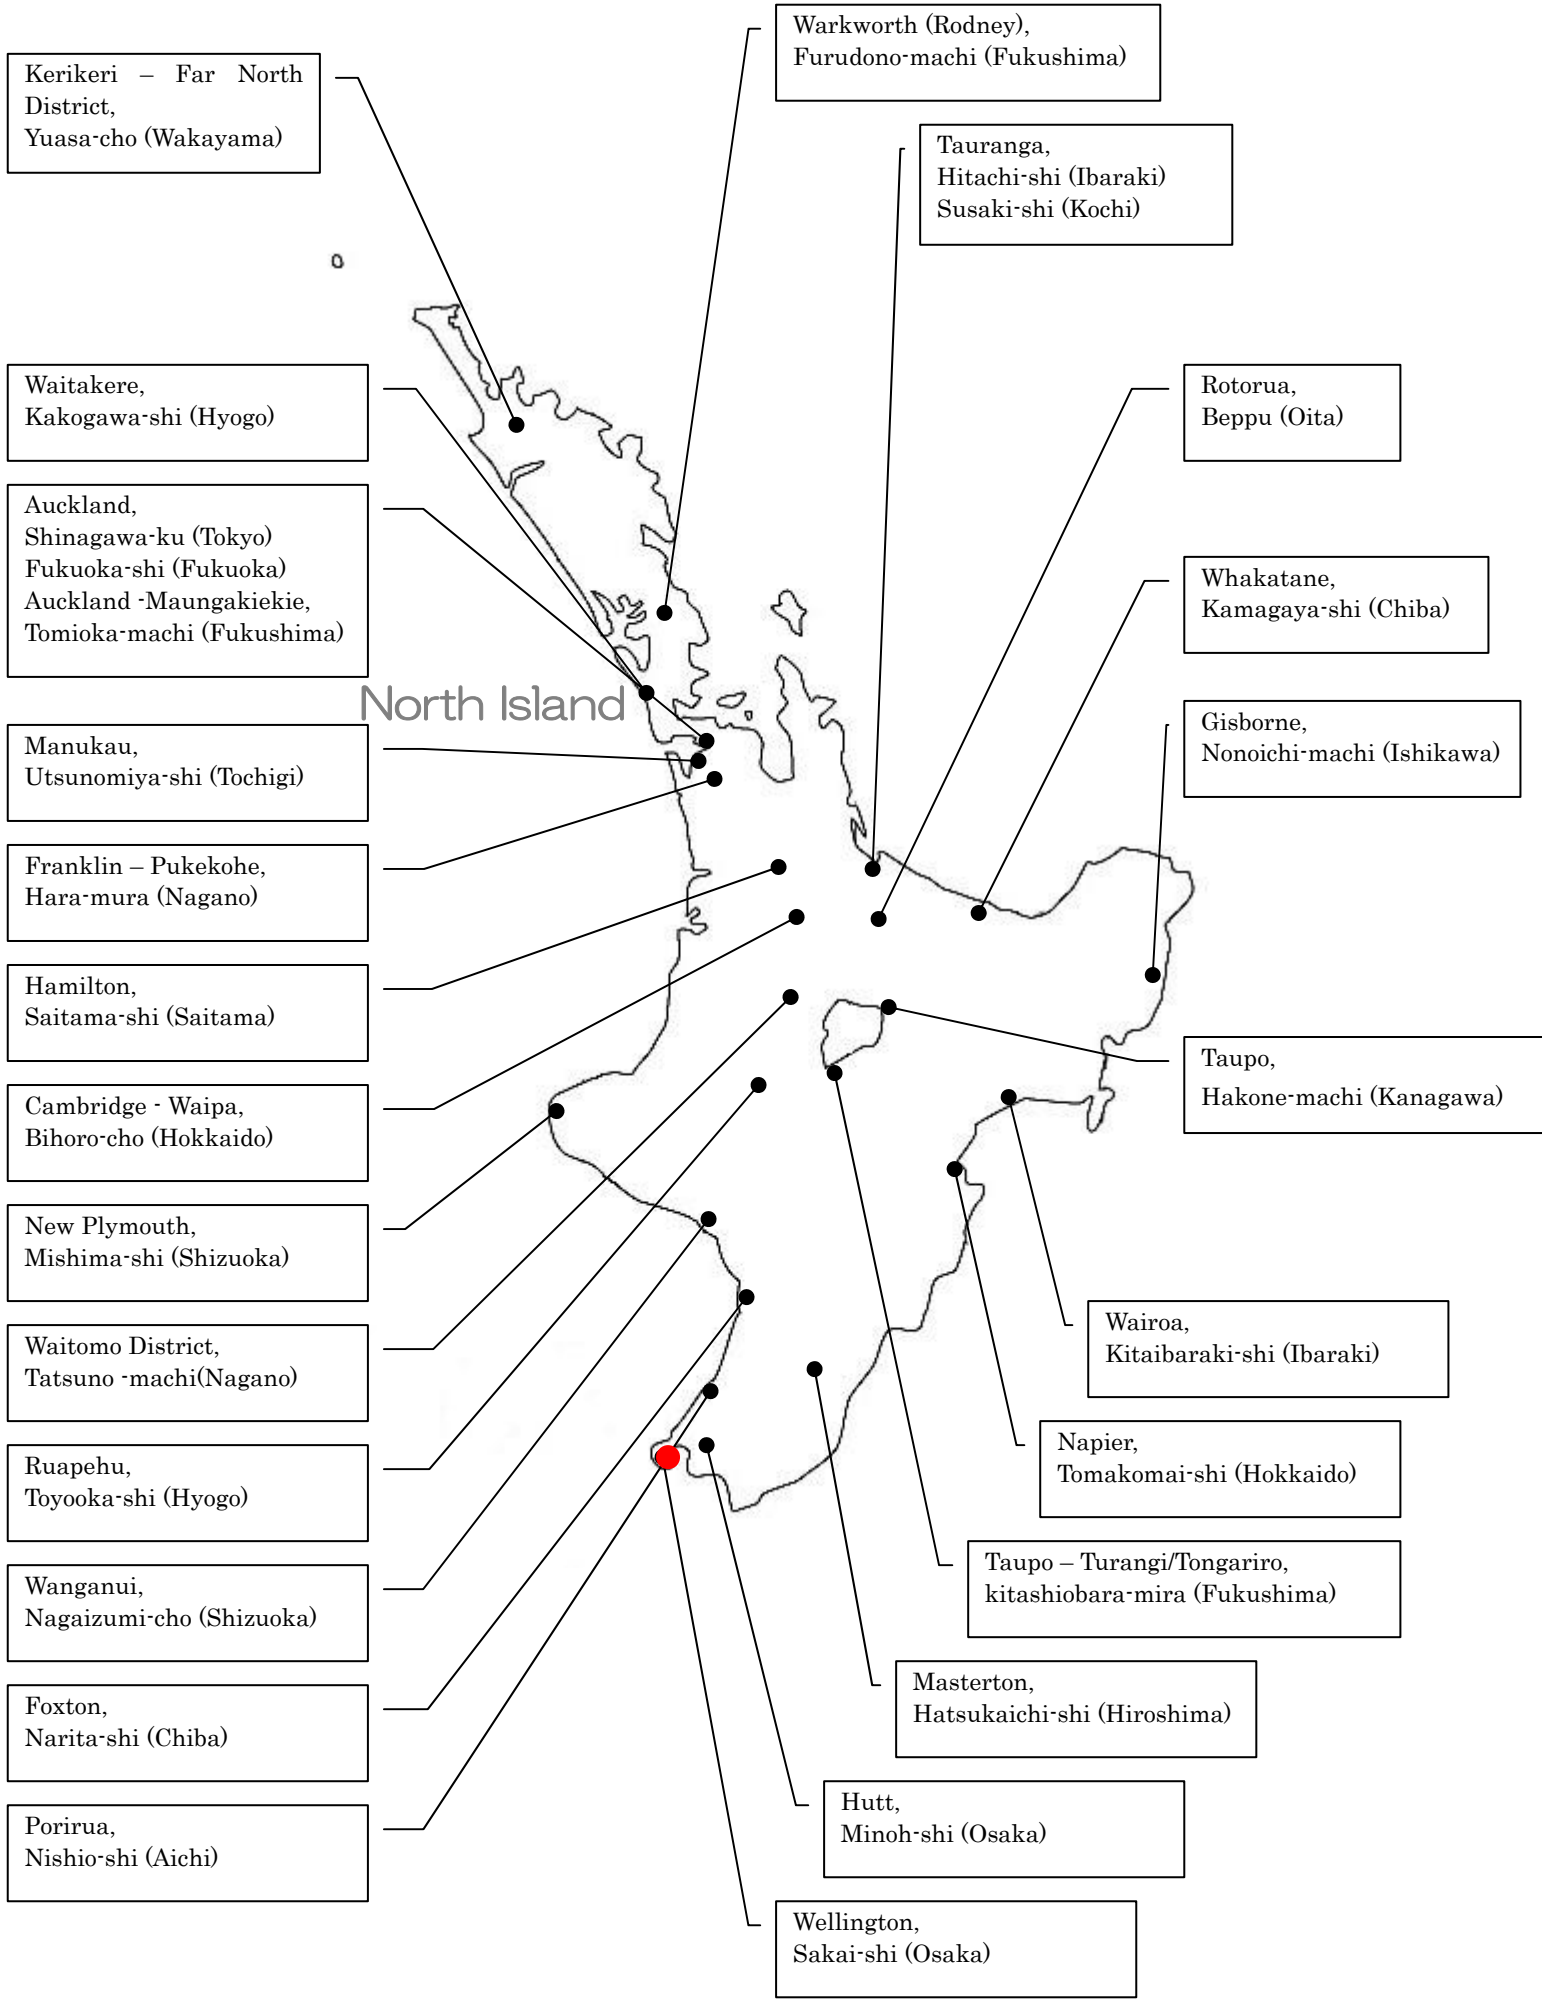 Warkworth (Rodney),
Furudono-machi (Fukushima)
Kerikeri – Far North
District,
Yuasa-cho (Wakayama)
Tauranga,
Hitachi-shi (Ibaraki)
Susaki-shi (Kochi)
Waitakere,
Kakogawa-shi (Hyogo)
Rotorua,
Beppu (Oita)
Auckland,
Shinagawa-ku (Tokyo)
Fukuoka-shi (Fukuoka)
Auckland -Maungakiekie,
Tomioka-machi (Fukushima)
Whakatane,
Kamagaya-shi (Chiba)
North Island
Gisborne,
Nonoichi-machi (Ishikawa)
Manukau,
Utsunomiya-shi (Tochigi)
Franklin – Pukekohe,
Hara-mura (Nagano)
Hamilton,
Saitama-shi (Saitama)
Taupo,
Hakone-machi (Kanagawa)
Cambridge - Waipa,
Bihoro-cho (Hokkaido)
New Plymouth,
Mishima-shi (Shizuoka)
Waitomo District,
Tatsuno -machi(Nagano)
Wairoa,
Kitaibaraki-shi (Ibaraki)
Ruapehu,
Toyooka-shi (Hyogo)
Napier,
Tomakomai-shi (Hokkaido)
Wanganui,
Nagaizumi-cho (Shizuoka)
Taupo – Turangi/Tongariro,
kitashiobara-mira (Fukushima)
Foxton,
Narita-shi (Chiba)
Masterton,
Hatsukaichi-shi (Hiroshima)
Porirua,
Nishio-shi (Aichi)
Hutt,
Minoh-shi (Osaka)
Wellington,
Sakai-shi (Osaka)